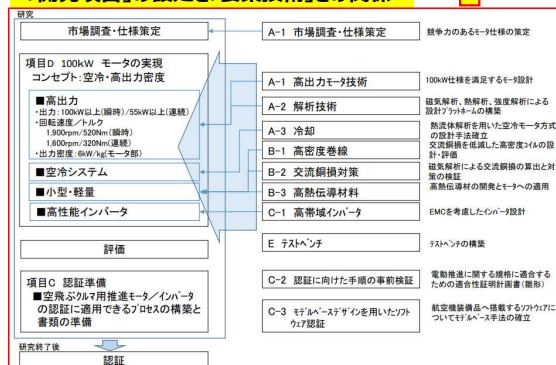 研究
市場調査・仕様策定
項目D 100kW モータの実現
コンセプト:空冷・高出力密度
■高出力
・出力:100kW以上(瞬時)/55kW以上(連続)
・回転速度/トルク
1,900rpm/520Nm(瞬時)
1,600rpm/320Nm(連続)
・出力密度:6kW/kg(モータ部)
■空冷システム
■小型・軽量
■高性能インバータ
評価
項目C 認証準備
■空飛ぶクルマ用推進モータ/インバータ
の認証に適用できるプロセスの構築と
書類の準備
研究終了後
認証
A-1 市場調査・仕様策定
A-1 高出力モータ技術
A-2 解析技術
A-3 冷却
B-1 高密度巻線
B-2 交流銅損対策
B-3 高熱伝導材料
C-1 高帯域インバータ
E テストベンチ
C-2 認証に向けた手順の事前検証
C-3 モデルベースデザインを用いたソフト
ウェア認証
競争力のあるモータ仕様の策定
100kW仕様を満足するモータ設計
磁気解析、熱解析、強度解析による
設計プラットホームの構築
熱流体解析を用いた空冷モータ方式
の設計手法確立
交流銅損を低減した高密度コイルの設
計・評価
磁気解析による交流銅損の算出と対
策の検証
高熱伝導材の開発とモータへの適用
EMCを考慮したインバータ設計
テストベンチの構築
電動推進に関する規格に適合する
ための適合性証明計画書(雛形)
航空機装備品へ搭載するソフトウェアに
ついてモデルベース手法の確立